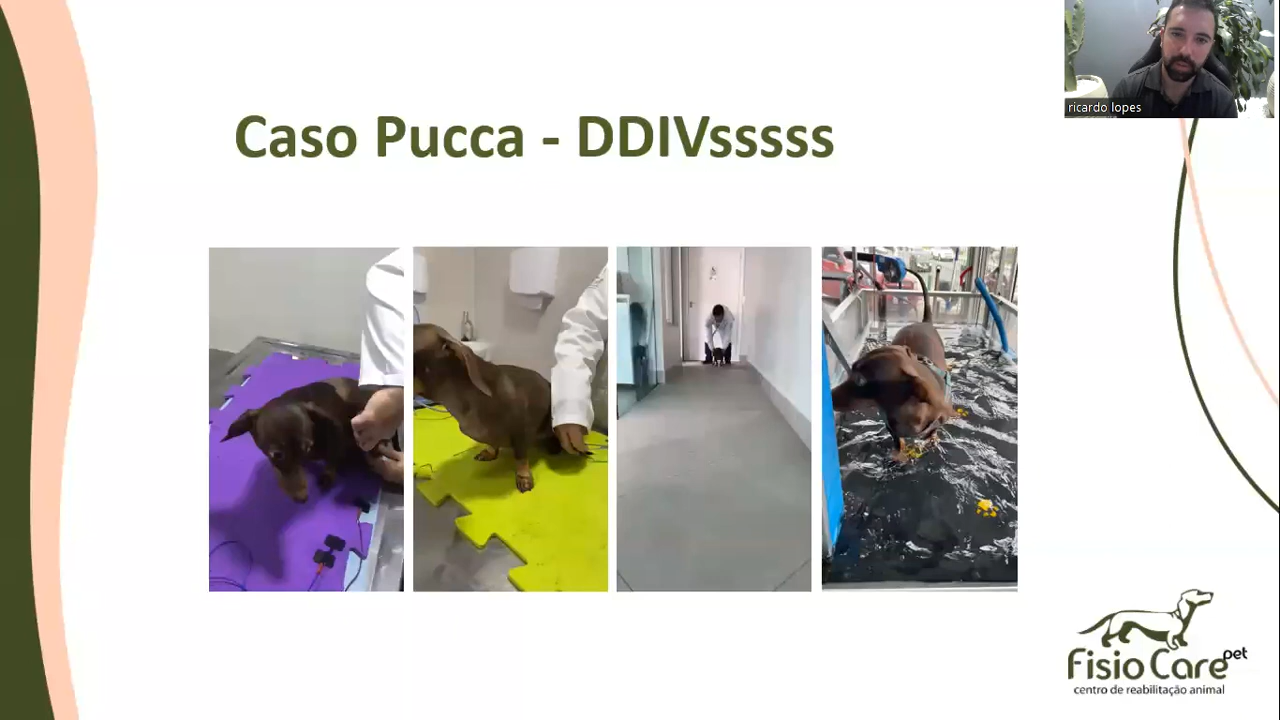 ricardo lopes
Caso Pucca - DDIVsssss
Fisio Care pet
centro de reabilitação animal